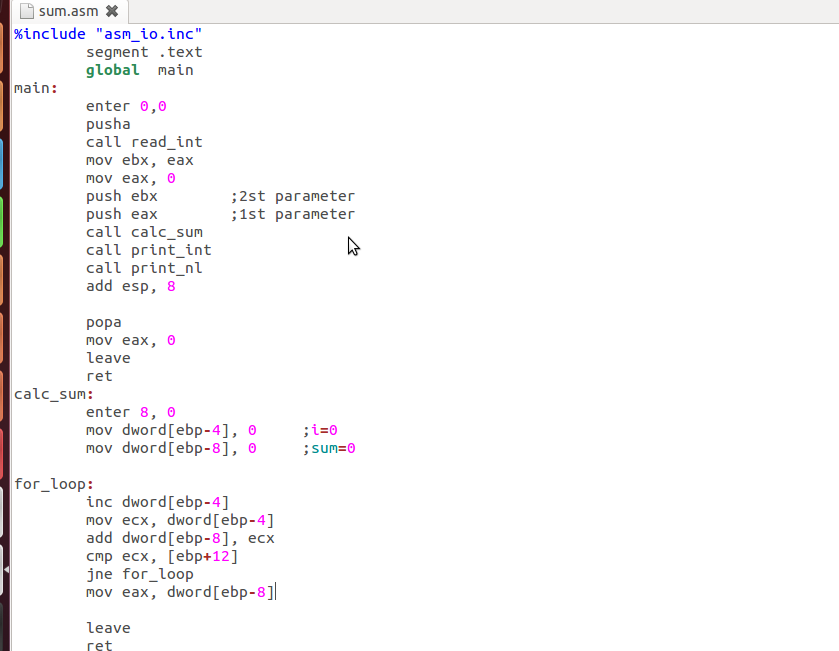 sum.asm
%include "asm_io.inc"
segment .text
global main
main:
enter 0,0
pusha
call read_int
mov ebx, eax
mov eax, 0
push ebx ;2st parameter
push eax ;1st parameter
call calc_sum
call print_int
call print_nl
add esp, 8
popa
mov eax, 0
leave
ret
calc_sum:
enter 8, 0
mov dword[ebp-4], 0 ;i=0
mov dword[ebp-8], 0 ;sum=0
for_loop:
inc dword[ebp-4]
mov ecx, dword[ebp-4]
add dword[ebp-8], ecx
cmp ecx, [ebp+12]
jne for_loop
mov eax, dword[ebp-8]
leave
ret